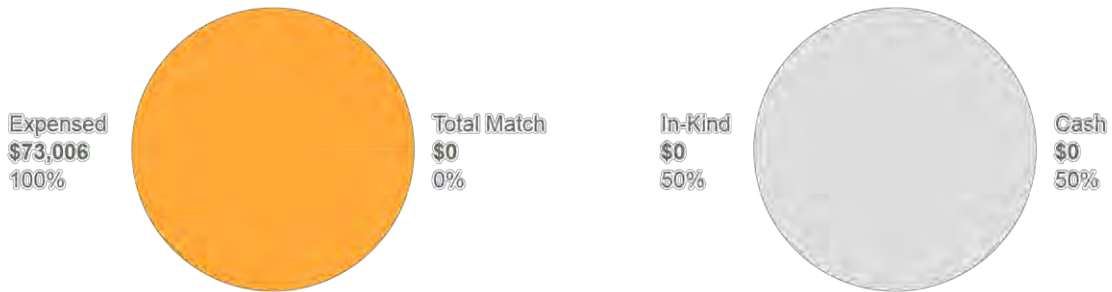 Expensed
$73,006
100%
Total Match
$0
0%
In-Kind
$0
50%
Cash
$0
50%